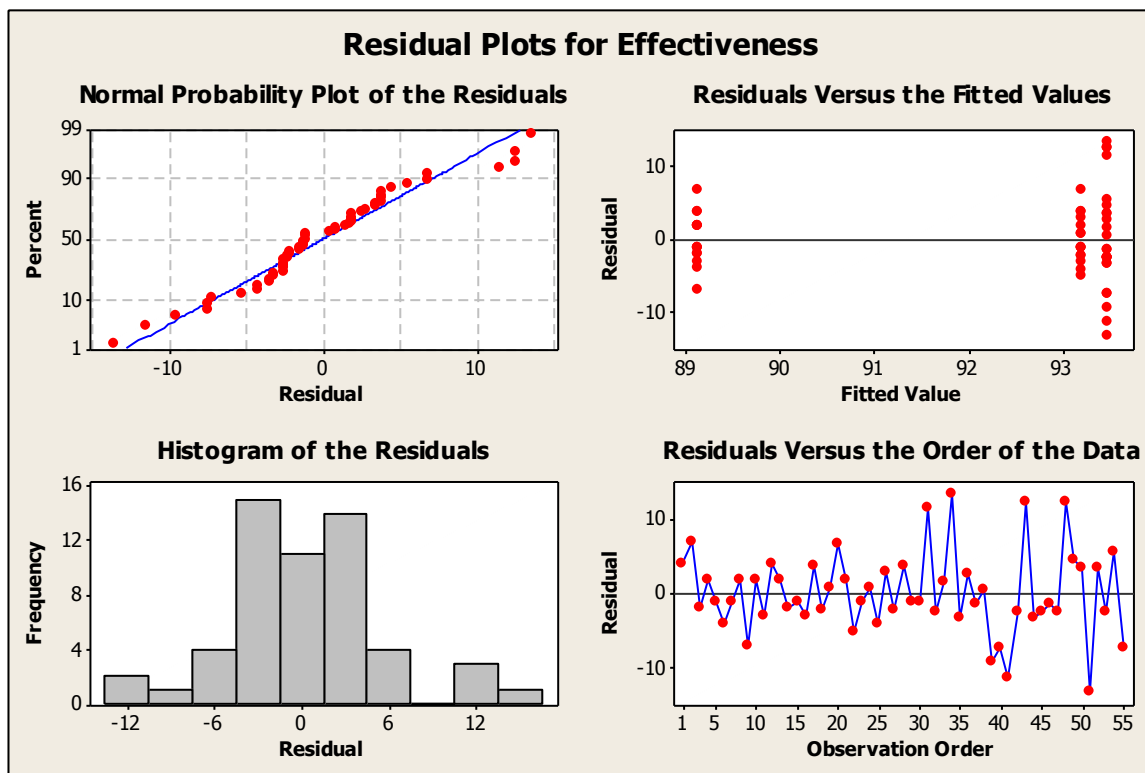 Residual Plots for Effectiveness
Normal Probability Plot of the Residuals
99
90
50
10
1
Percent
-10 0 10
Residual
Residuals Versus the Fitted Values
10
0
-10
Residual
89 90 91 92 93
Fitted Value
Histogram of the Residuals
16
12
8
4
0
Frequency
-12 -6 0 6 12
Residual
Residuals Versus the Order of the Data
10
0
-10
Residual
1 5 10 15 20 25 30 35 40 45 50 55
Observation Order